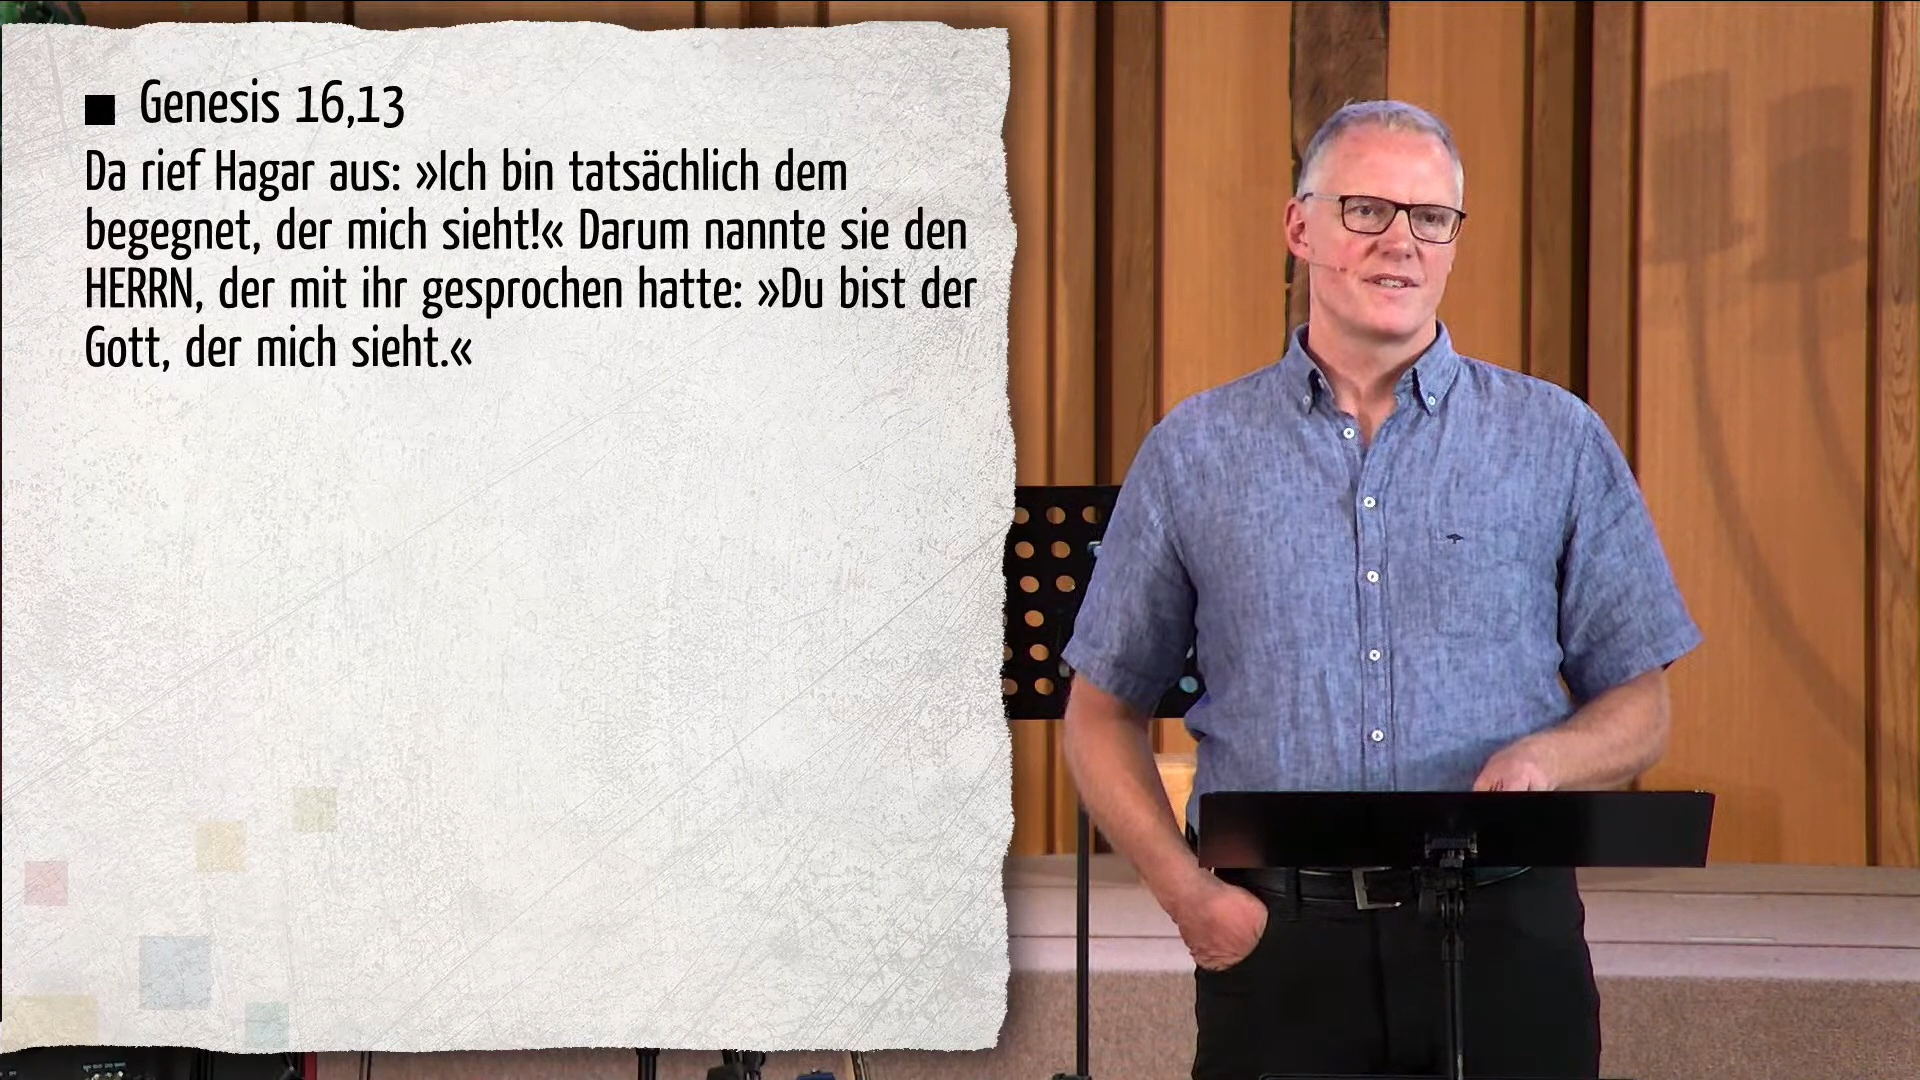 Genesis 16,13
Da rief Hagar aus: »Ich bin tatsächlich dem
begegnet, der mich sieht!« Darum nannte sie den
HERRN, der mit ihr gesprochen hatte: »Du bist der
Gott, der mich sieht.«